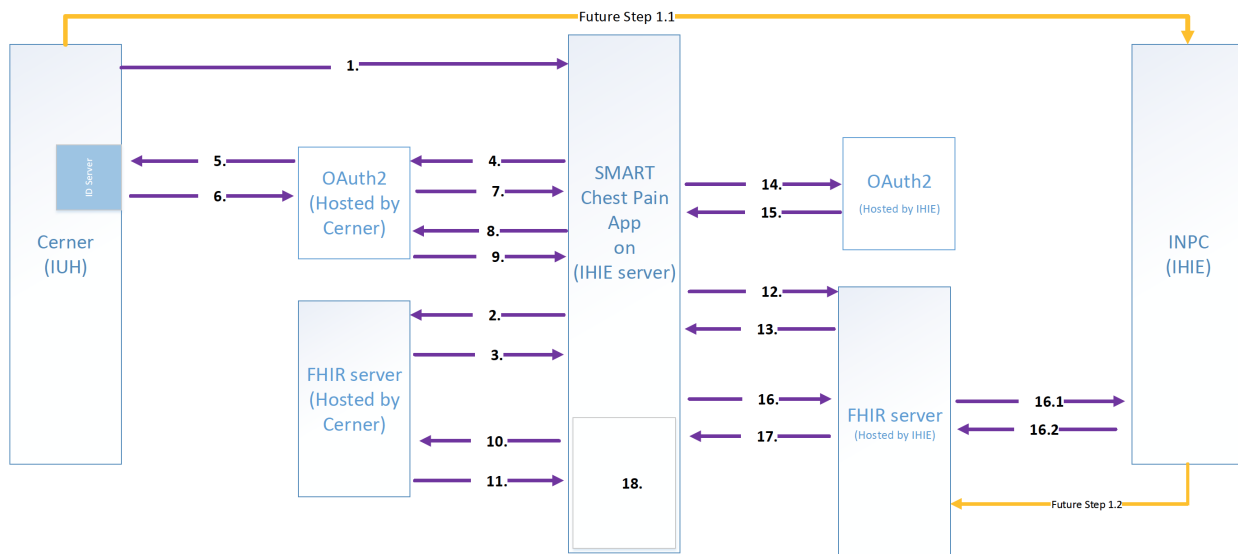 Future Step 1.1
1.
ID Server
5.
6.
4.
7.
8.
9.
OAuth2
(Hosted by
Cerner)
Cerner
(IUH)
SMART
Chest Pain
App
on
(IHIE server)
14.
15.
OAuth2
(Hosted by IHIE)
INPC
(IHIE)
2.
3.
12.
13.
FHIR server
(Hosted by
Cerner)
16.
17.
FHIR server
(Hosted by IHIE)
16.1
16.2
10.
11.
18.
Future Step 1.2